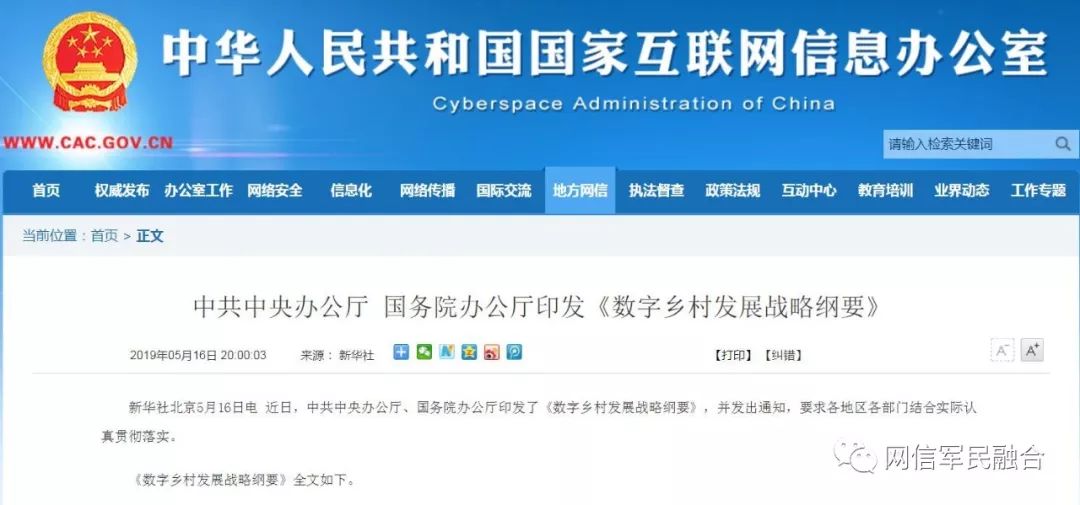 中华人民共和国国家互联网信息办公室
Cyberspace Administration of China
WWW.CAC.GOV.CN
请输入检索关键词
首页 权威发布 办公室工作 网络安全 信息化 网络传播 国际交流 地方网信 执法督查 政策法规 互动中心 教育培训 业界动态 工作专题
当前位置：首页 > 正文
中共中央办公厅 国务院办公厅印发《数字乡村发展战略纲要》
2019年05月16日 20:00:03 来源： 新华社 【打印】【纠错】 A- A+
新华社北京5月16日电 近日，中共中央办公厅、国务院办公厅印发了《数字乡村发展战略纲要》，并发出通知，要求各地区各部门结合实际认
真贯彻落实。
《数字乡村发展战略纲要》全文如下。
网信军民融合